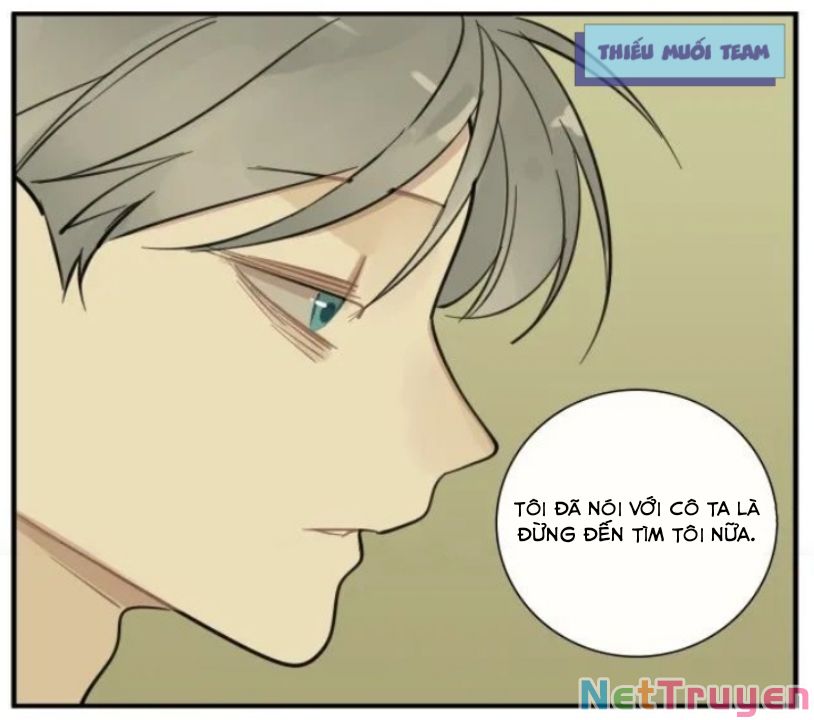 THIẾU MUỐI TEAM
TÔI ĐÃ NÓI VỚI CÔ TA LÀ
ĐỪNG ĐẾN TÌM TÔI NỮA.
NetTruyen